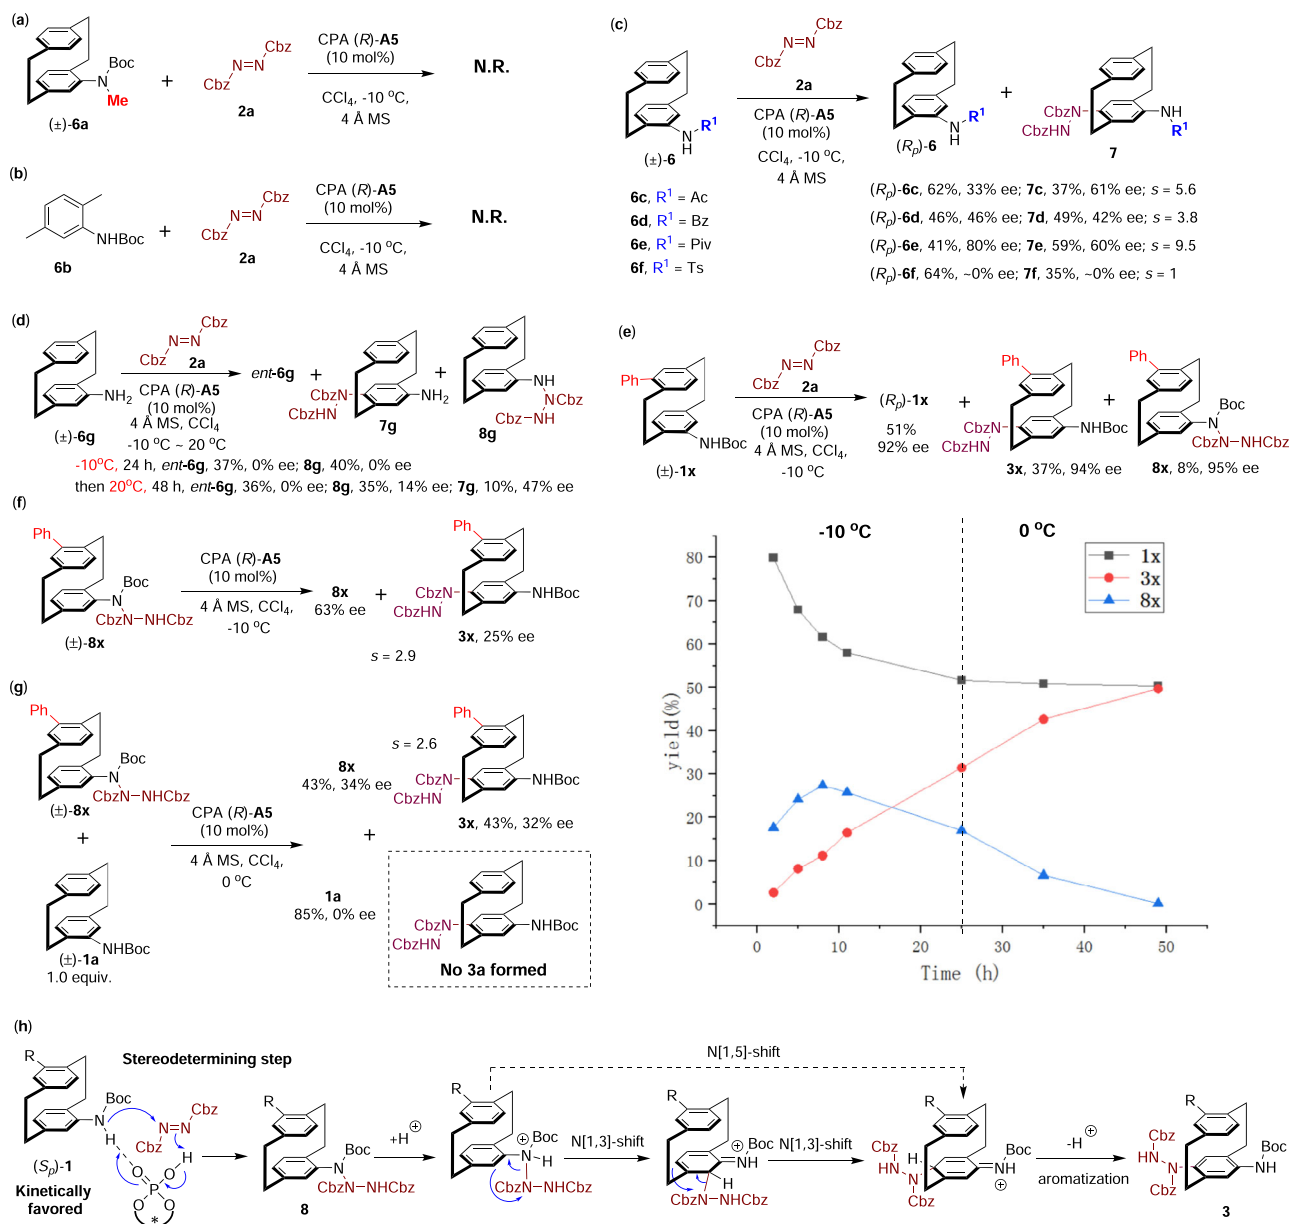 (a)
Boc
N
Me
(±)-6a
+
Cbz
N=N
Cbz
2a
CPA (R)-A5
(10 mol%)
CCl4, -10 oC,
4 Å MS
N.R.
(b)
NHBoc
6b
+
Cbz
N=N
Cbz
2a
CPA (R)-A5
(10 mol%)
CCl4, -10 oC,
4 Å MS
N.R.
(c)
N
H
R1
(±)-6
Cbz
N=N
Cbz
2a
CPA (R)-A5
(10 mol%)
CCl4, -10 oC,
4 Å MS
N
H
R1
(Rp)-6
+
CbzN
CbzHN
NH
R1
7
6c, R1 = Ac
6d, R1 = Bz
6e, R1 = Piv
6f, R1 = Ts
(Rp)-6c, 62%, 33% ee; 7c, 37%, 61% ee; s = 5.6
(Rp)-6d, 46%, 46% ee; 7d, 49%, 42% ee; s = 3.8
(Rp)-6e, 41%, 80% ee; 7e, 59%, 60% ee; s = 9.5
(Rp)-6f, 64%, ~0% ee; 7f, 35%, ~0% ee; s = 1
(d)
NH2
(±)-6g
Cbz
N=N
Cbz
2a
CPA (R)-A5
(10 mol%)
4 Å MS, CCl4
-10 oC ~ 20 oC
ent-6g
+
CbzN
CbzHN
NH2
7g
+
NH
NCbz
CbzHN NH
8g
-10oC, 24 h, ent-6g, 37%, 0% ee; 8g, 40%, 0% ee
then 20oC, 48 h, ent-6g, 36%, 0% ee; 8g, 35%, 14% ee; 7g, 10%, 47% ee
(e)
Ph
NHBoc
(±)-1x
Cbz
N=N
Cbz
2a
CPA (R)-A5
(10 mol%)
4 Å MS, CCl4,
-10 oC
(Rp)-1x
51%
92% ee
+
Ph
CbzN
CbzHN
NHBoc
3x, 37%, 94% ee
+
Ph
Boc
N
CbzN-NHCbz
8x, 8%, 95% ee
(f)
Ph
Boc
N
CbzN-NHCbz
(±)-8x
CPA (R)-A5
(10 mol%)
4 Å MS, CCl4,
-10 oC
8x
63% ee
+
Ph
CbzN
CbzHN
NHBoc
3x, 25% ee
s = 2.9
-10 oC
0 oC
1x
3x
8x
80
70
60
50
40
30
20
10
0
yield(%)
0 10 20 30 40 50
Time (h)
(g)
Ph
Boc
N
CbzN-NHCbz
(±)-8x
+
NHBoc
(±)-1a
1.0 equiv.
CPA (R)-A5
(10 mol%)
4 Å MS, CCl4,
0 oC
s = 2.6
8x
43%, 34% ee
+
Ph
CbzN
CbzHN
NHBoc
3x, 43%, 32% ee
1a
85%, 0% ee
CbzN
CbzHN
NHBoc
No 3a formed
(h)
Stereodetermining step
R
Boc
N
H
Cbz
N=N
Cbz
H
O O
P
O O
*
(Sp)-1
Kinetically
favored
R
Boc
N
CbzN-NHCbz
8
+H⊕
R
Boc
⊕
N
H
CbzN-NHCbz
N[1,5]-shift
N[1,3]-shift
R
⊕
Boc
NH
H
CbzN-NHCbz
N[1,3]-shift
R
Cbz
HN
N
Cbz
H
Boc
NH
⊕
-H⊕
aromatization
R
Cbz
HN
N
Cbz
Boc
N
H
3